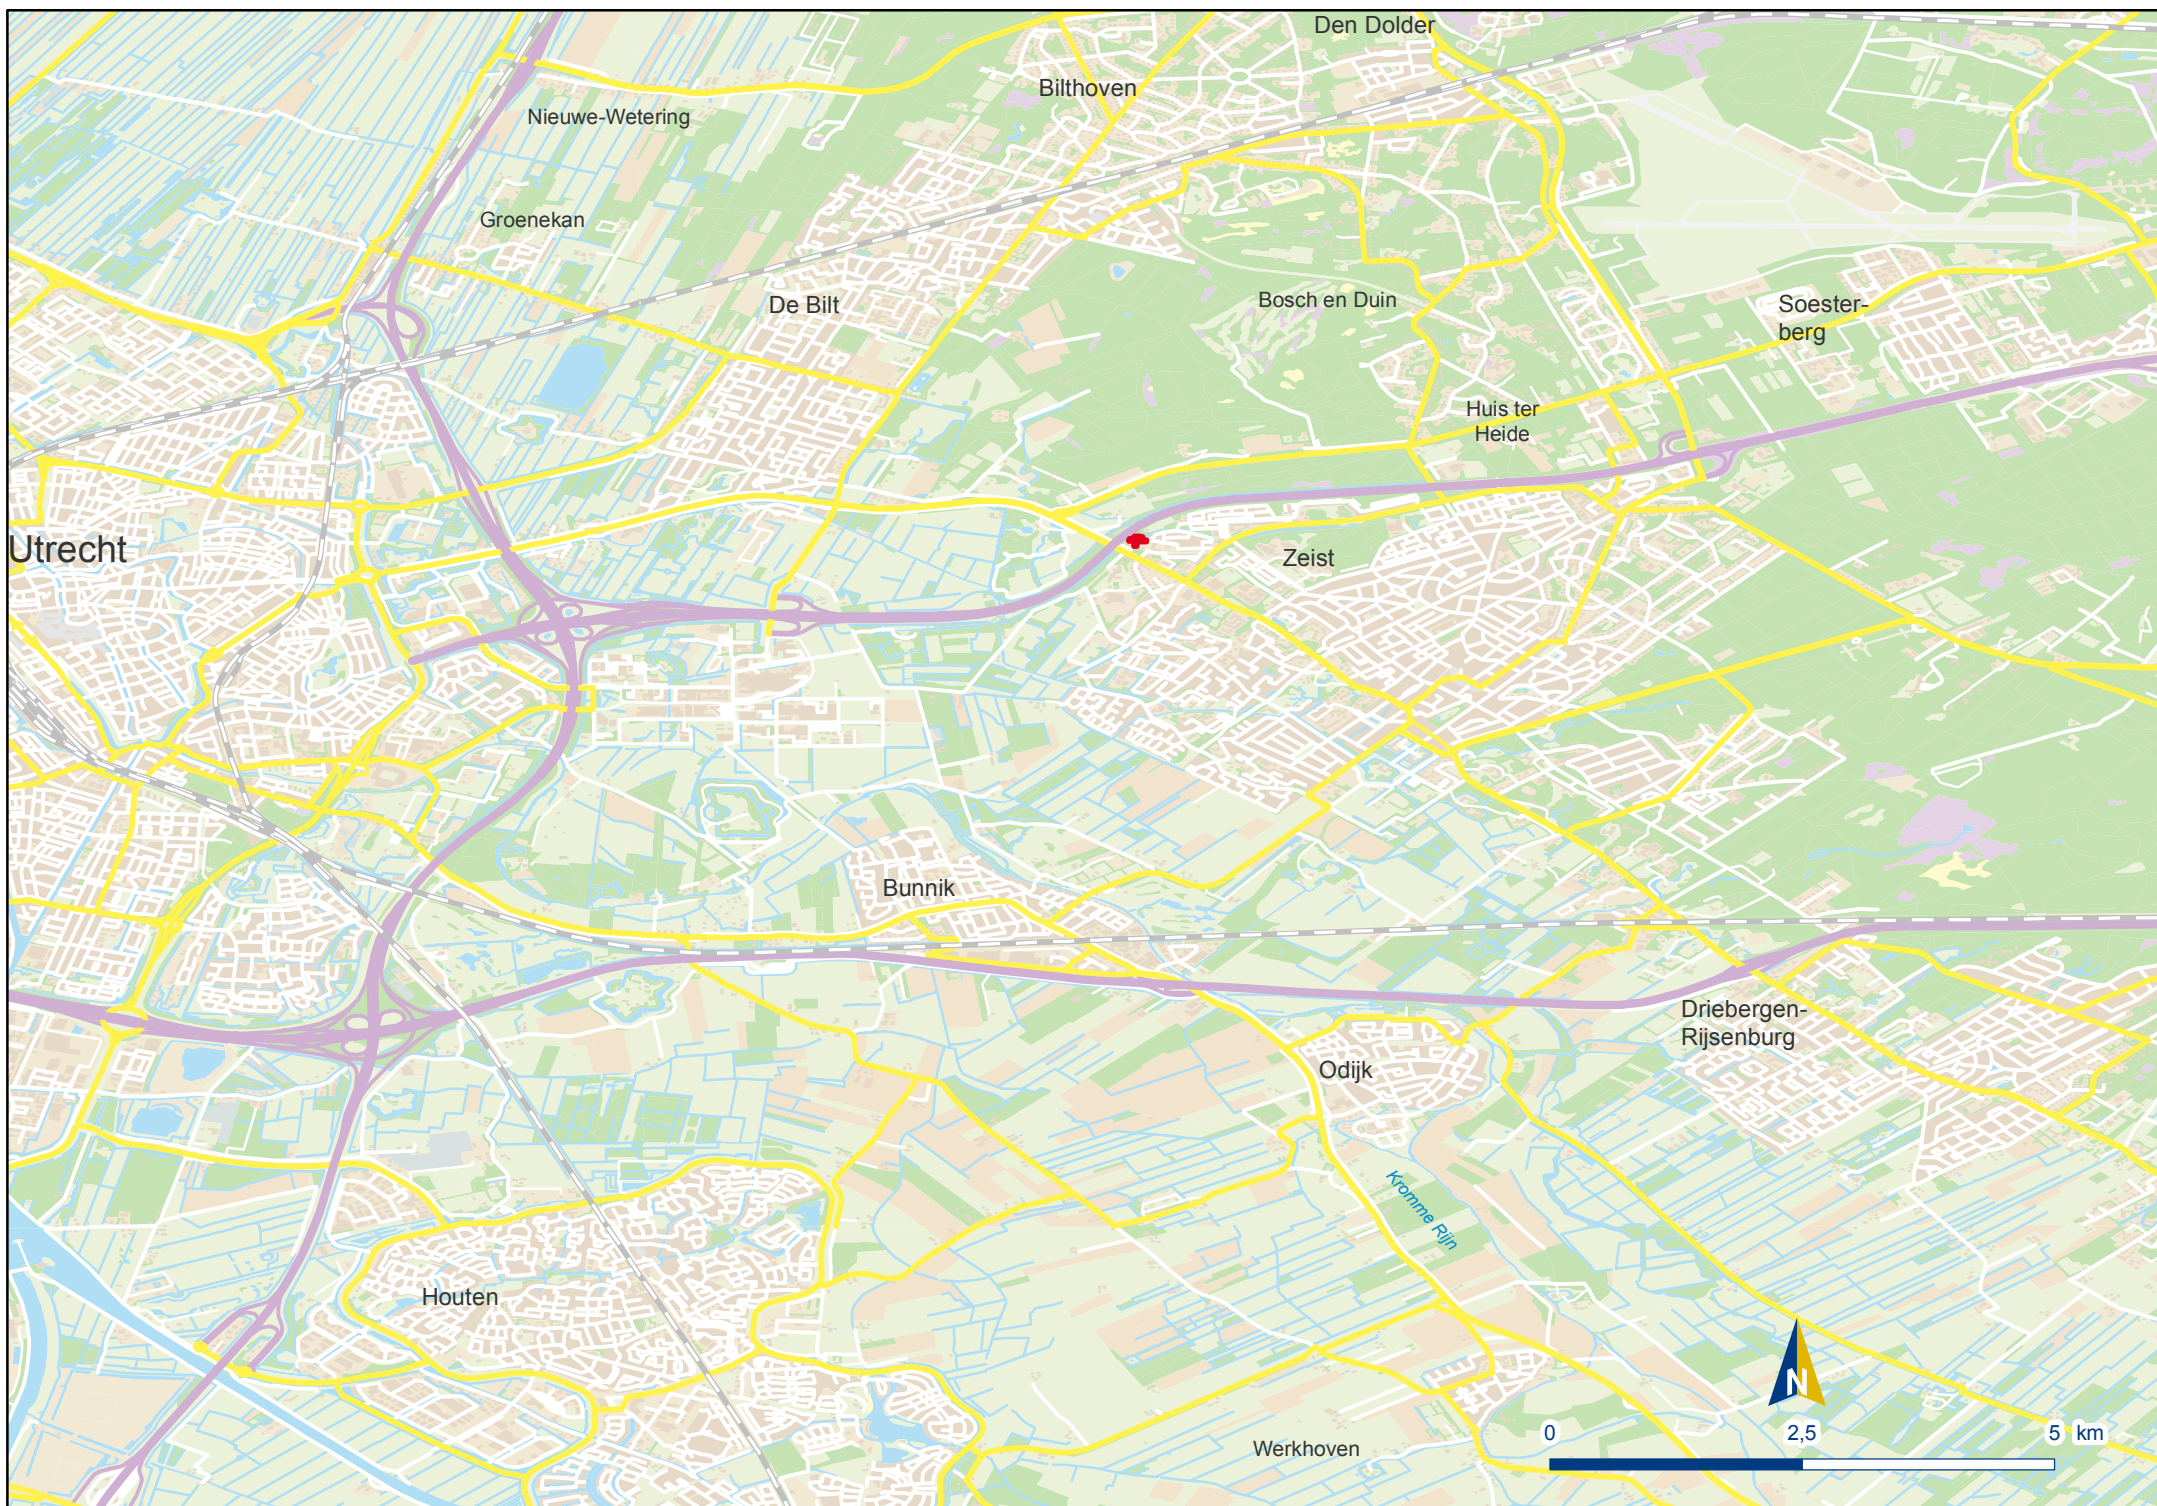 Den Dolder
Bilthoven
Nieuwe-Wetering
Groenekan
De Bilt
Bosch en Duin
Soester-
berg
Huis ter
Heide
Utrecht
Zeist
Bunnik
Driebergen-
Rijsenburg
Odijk
Kromme Rijn
Houten
Werkhoven
N
0 2,5 5 km